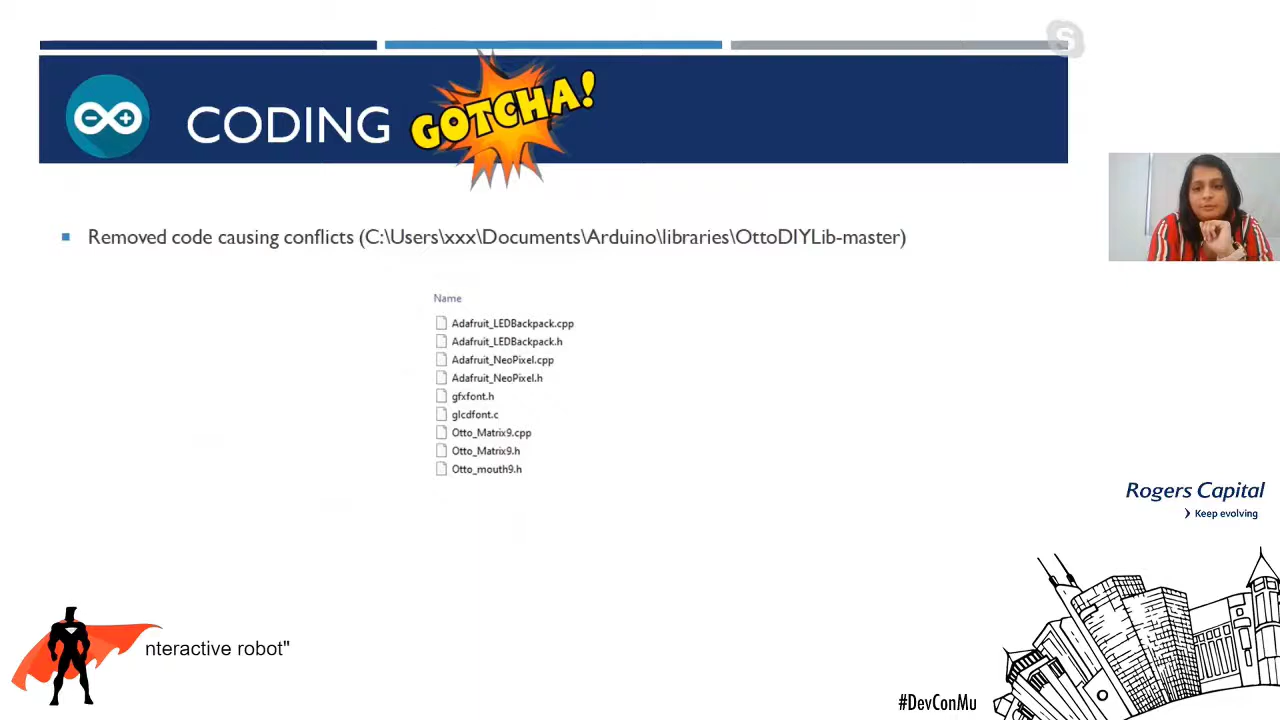 CODING
GOTCHA!
Removed code causing conflicts (C:\Users\xxx\Documents\Arduino\libraries\OttoDIYLib-master)
Name
Adafruit_LEDBackpack.cpp
Adafruit_LEDBackpack.h
Adafruit_NeoPixel.cpp
Adafruit_NeoPixel.h
gfxfont.h
glcdfont.c
Otto_Matrix9.cpp
Otto_Matrix9.h
Otto_mouth9.h
Rogers Capital
Keep evolving
nteractive robot"
#DevConMu